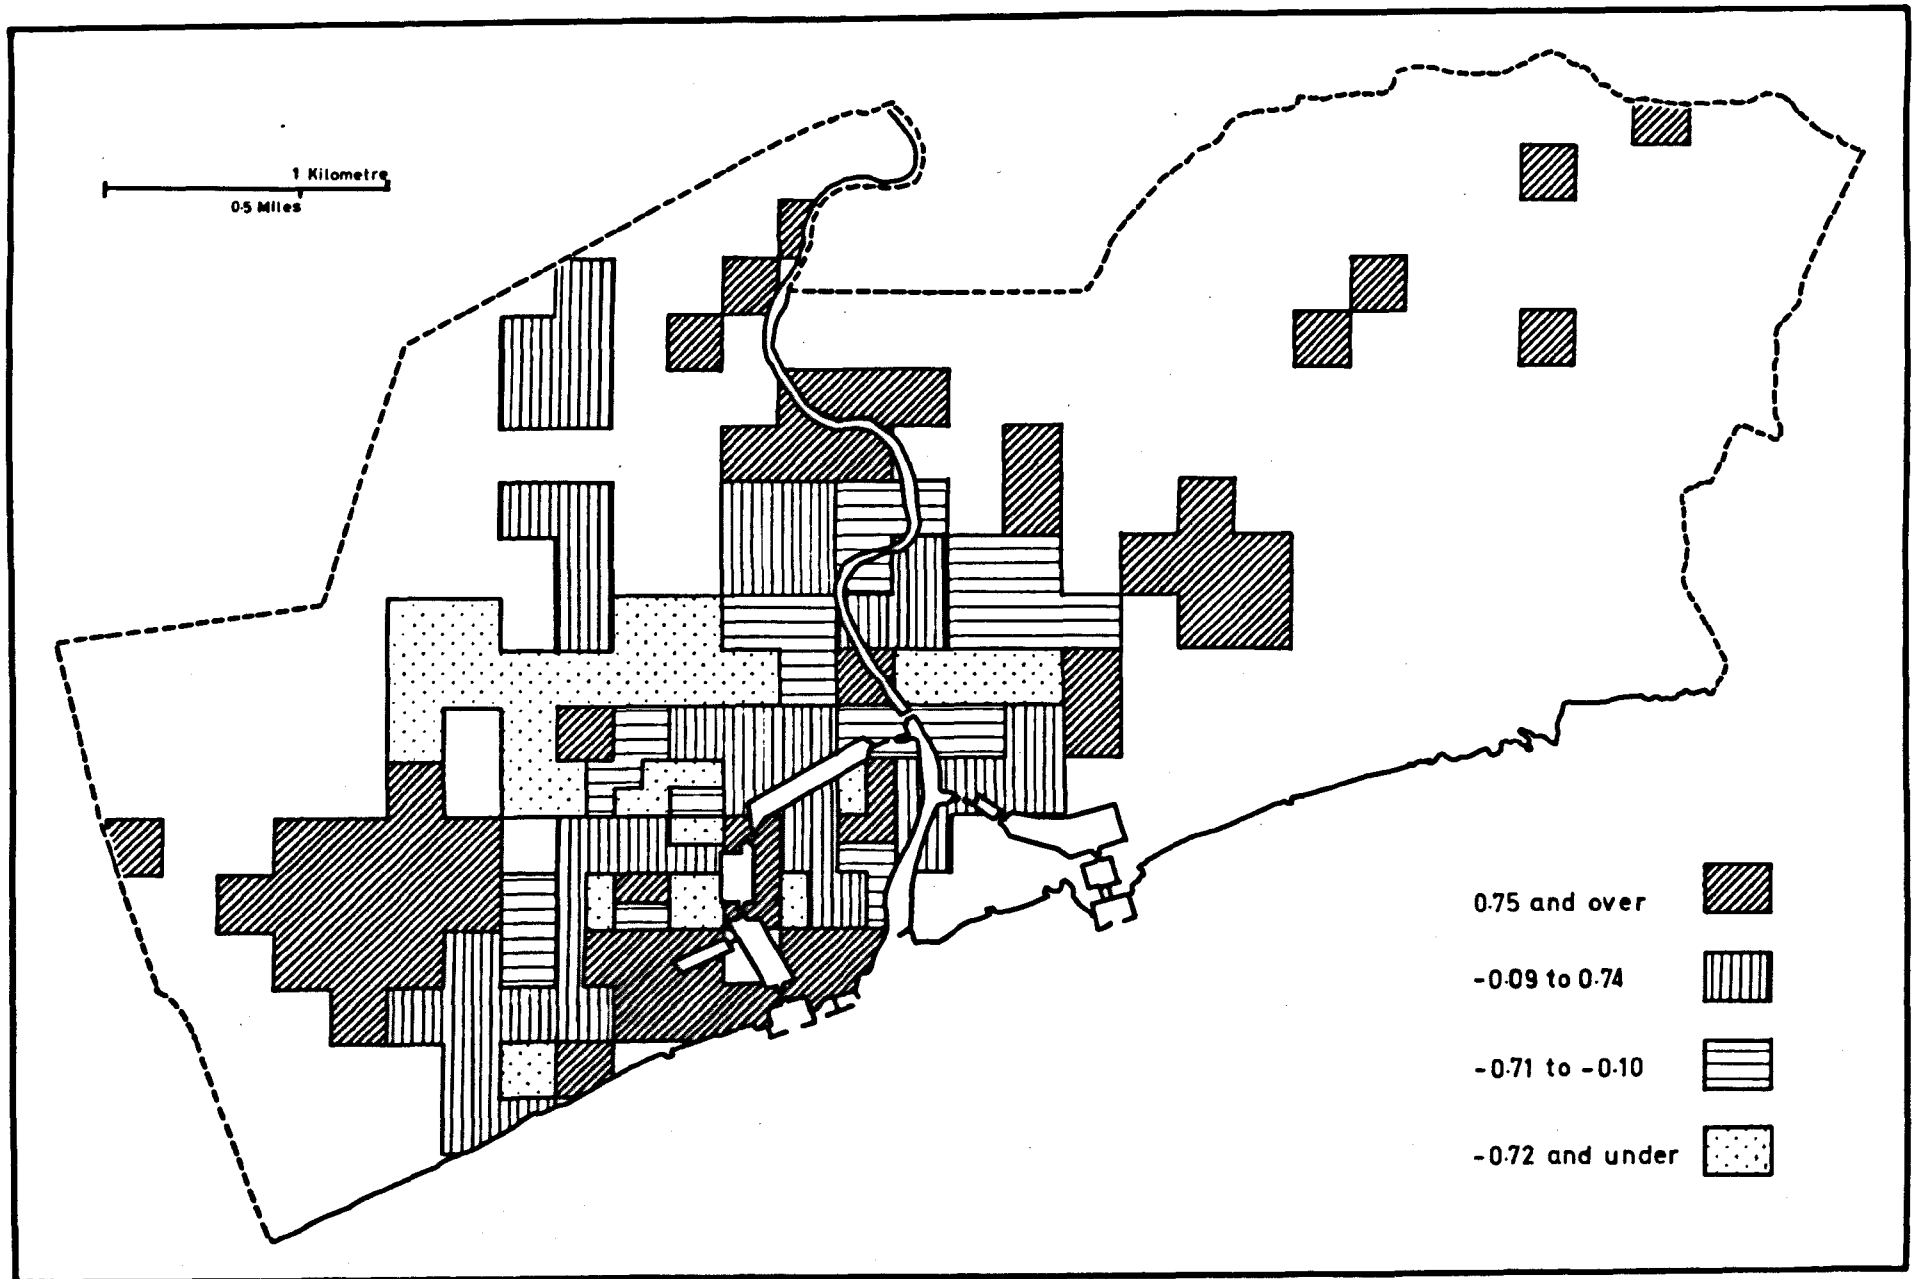 1 Kilometre
0·5 Miles
0·75 and over
-0·09 to 0·74
-0·71 to -0·10
-0·72 and under